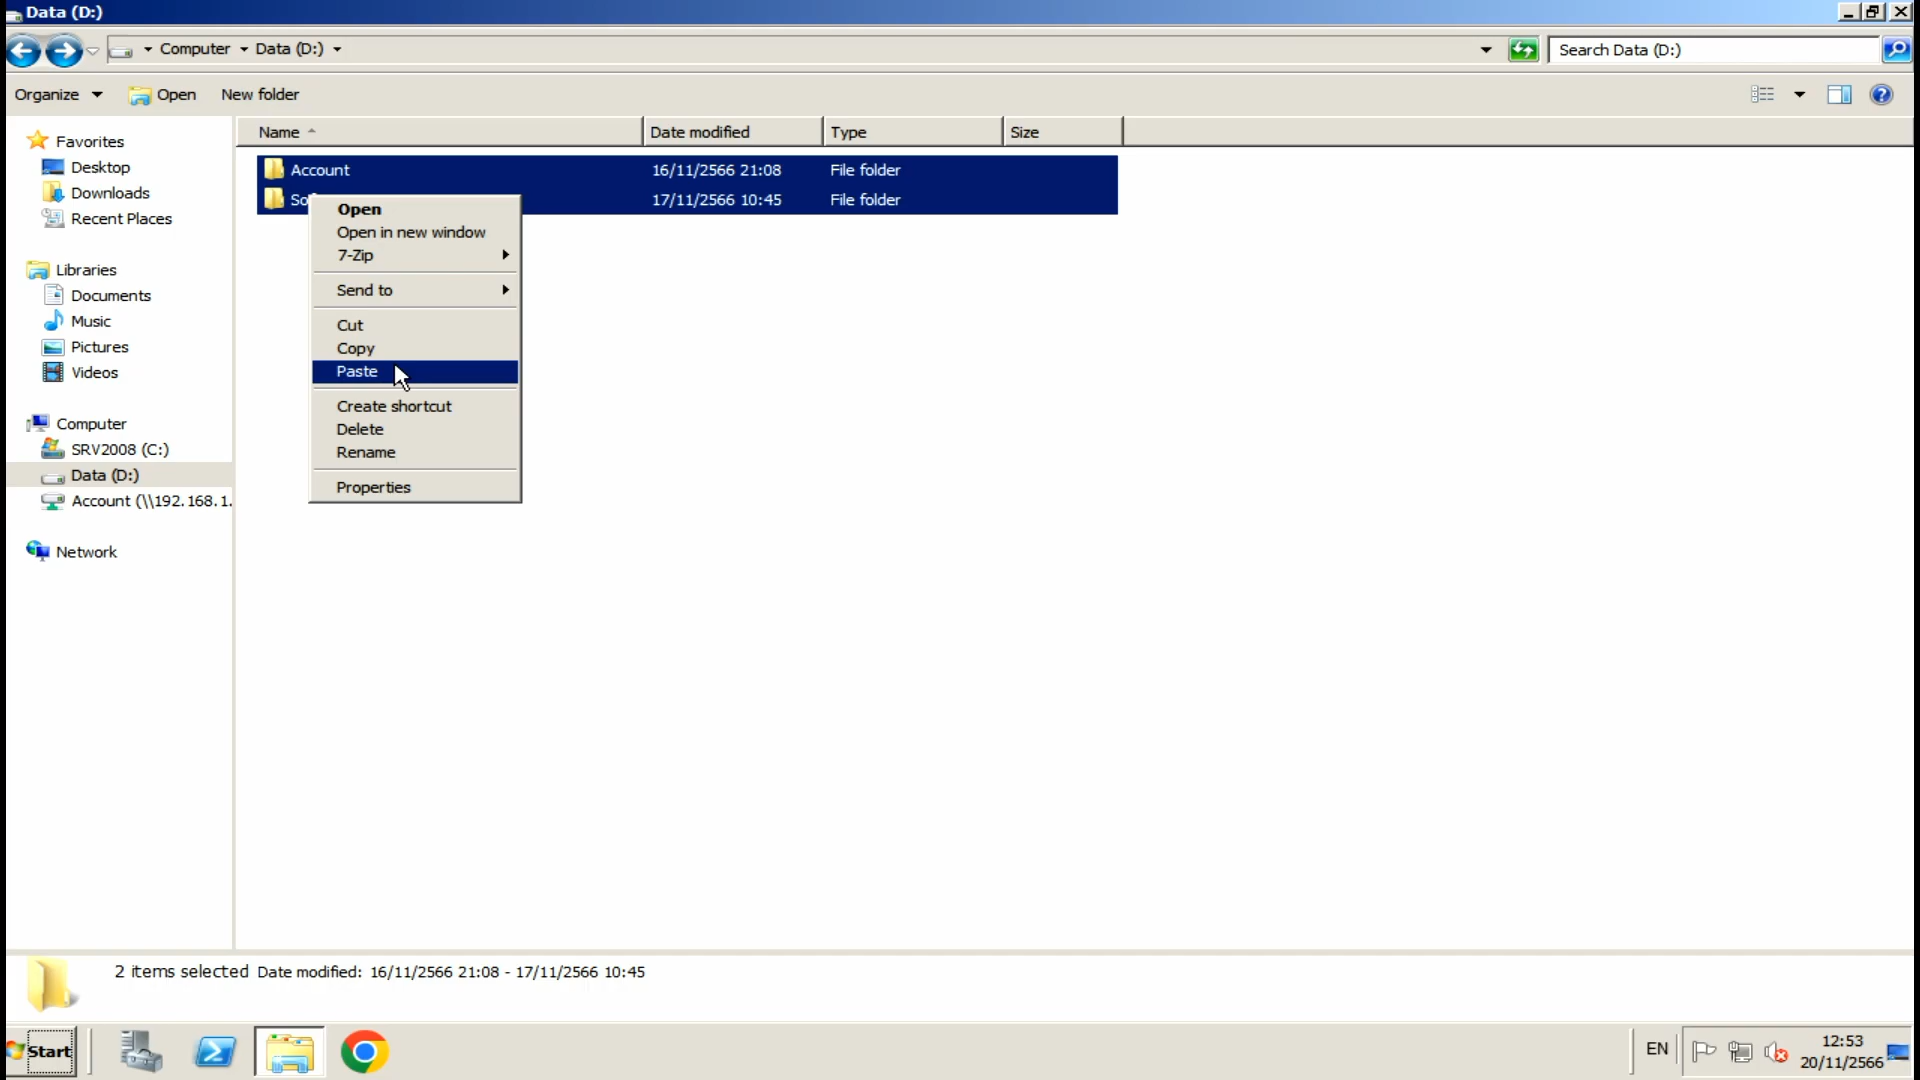 Data (D:)
Computer Data (D:)
Search Data (D:)
Organize Open New folder
Favorites
Desktop
Downloads
Recent Places
Libraries
Documents
Music
Pictures
Videos
Computer
SRV2008 (C:)
Data (D:)
Account (\\192.168.1.
Network
Name Date modified Type Size
Account 16/11/2566 21:08 File folder
17/11/2566 10:45 File folder
Open
Open in new window
7-Zip
Send to
Cut
Copy
Paste
Create shortcut
Delete
Rename
Properties
2 items selected Date modified: 16/11/2566 21:08 - 17/11/2566 10:45
Start
EN
12:53
20/11/2566